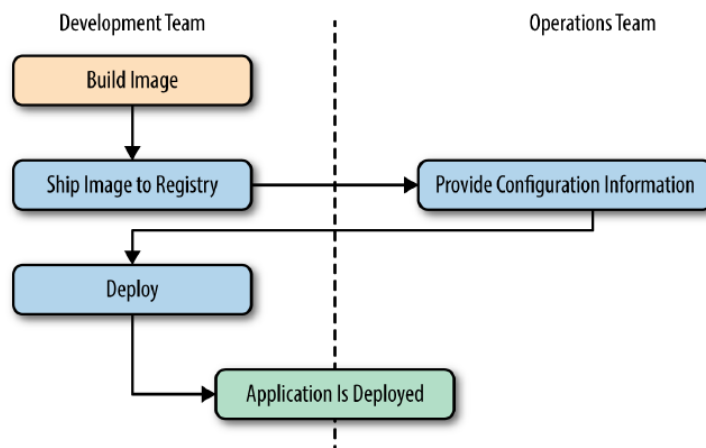 Development Team
Operations Team
Build Image
Ship Image to Registry
Provide Configuration Information
Deploy
Application Is Deployed